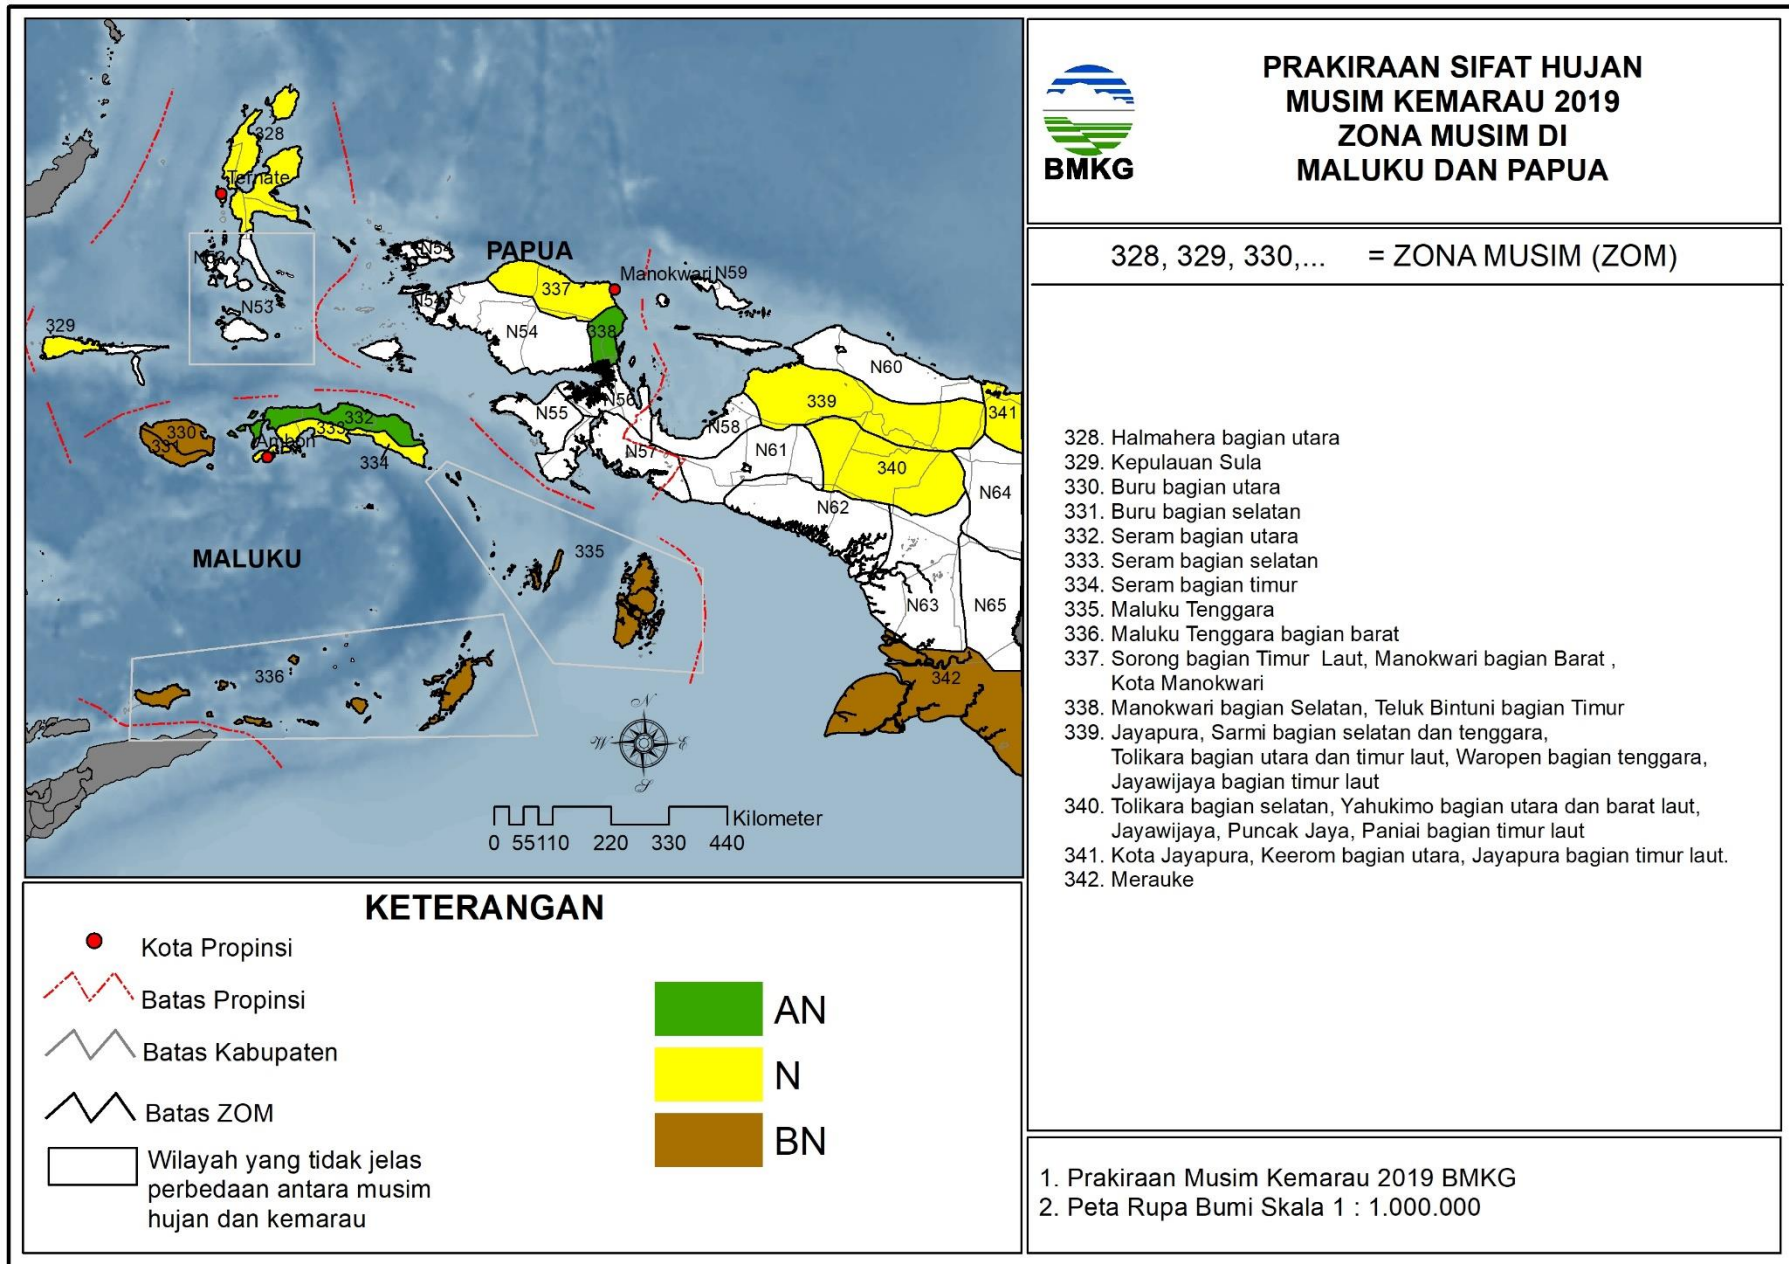 PRAKIRAAN SIFAT HUJAN
MUSIM KEMARAU 2019
ZONA MUSIM DI
MALUKU DAN PAPUA
BMKG
328, 329, 330,... = ZONA MUSIM (ZOM)
328. Halmahera bagian utara
329. Kepulauan Sula
330. Buru bagian utara
331. Buru bagian selatan
332. Seram bagian utara
333. Seram bagian selatan
334. Seram bagian timur
335. Maluku Tenggara
336. Maluku Tenggara bagian barat
337. Sorong bagian Timur Laut, Manokwari bagian Barat ,
Kota Manokwari
338. Manokwari bagian Selatan, Teluk Bintuni bagian Timur
339. Jayapura, Sarmi bagian selatan dan tenggara,
Tolikara bagian utara dan timur laut, Waropen bagian tenggara,
Jayawijaya bagian timur laut
340. Tolikara bagian selatan, Yahukimo bagian utara dan barat laut,
Jayawijaya, Puncak Jaya, Paniai bagian timur laut
341. Kota Jayapura, Keerom bagian utara, Jayapura bagian timur laut.
342. Merauke
1. Prakiraan Musim Kemarau 2019 BMKG
2. Peta Rupa Bumi Skala 1 : 1.000.000
328
Ternate
N53
N53
329
PAPUA
N54
N54
N54
337
Manokwari
N59
338
N60
339
341
330
331
332
333
Ambon
334
N55
N56
N57
N58
N61
340
N62
N64
335
MALUKU
N63
N65
336
342
N
W
E
S
Kilometer
0 55 110 220 330 440
KETERANGAN
Kota Propinsi
Batas Propinsi
Batas Kabupaten
Batas ZOM
Wilayah yang tidak jelas
perbedaan antara musim
hujan dan kemarau
AN
N
BN